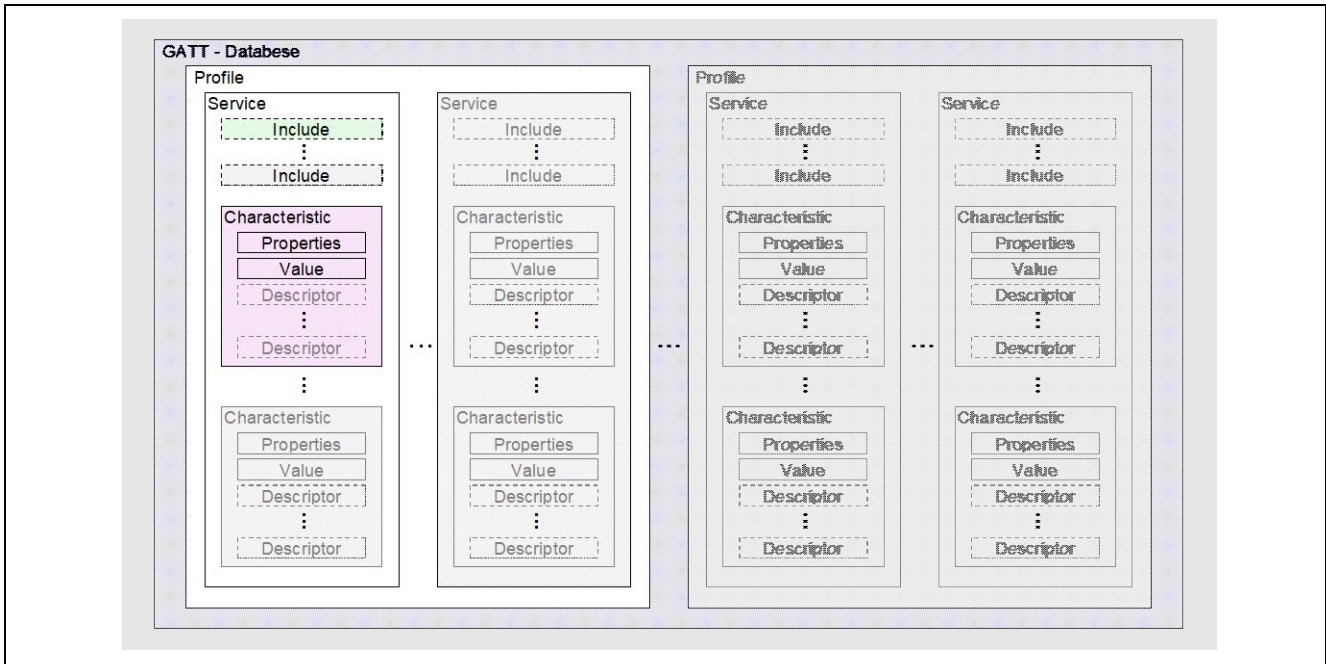 GATT - Databese
Profile
Service
Include
⋮
Include
Characteristic
Properties
Value
Descriptor
⋮
Descriptor
⋮
Characteristic
Properties
Value
Descriptor
⋮
Descriptor
...
Service
Include
⋮
Include
Characteristic
Properties
Value
Descriptor
⋮
Descriptor
⋮
Characteristic
Properties
Value
Descriptor
⋮
Descriptor
...
Profile
Service
Include
⋮
Include
Characteristic
Properties
Value
Descriptor
⋮
Descriptor
⋮
Characteristic
Properties
Value
Descriptor
⋮
Descriptor
...
Service
Include
⋮
Include
Characteristic
Properties
Value
Descriptor
⋮
Descriptor
⋮
Characteristic
Properties
Value
Descriptor
⋮
Descriptor